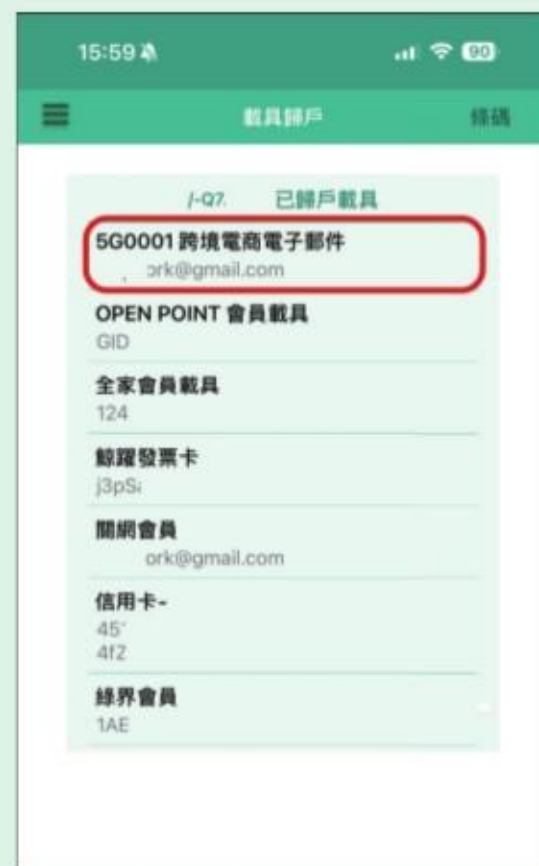 15:59
90
載具歸戶 條碼
/-Q7. 已歸戶載具
5G0001 跨境電商電子郵件
ork@gmail.com
OPEN POINT 會員載具
GID
全家會員載具
124
鯨躍發票卡
j3pS
關網會員
ork@gmail.com
信用卡-
45
4fZ
綠界會員
1AE